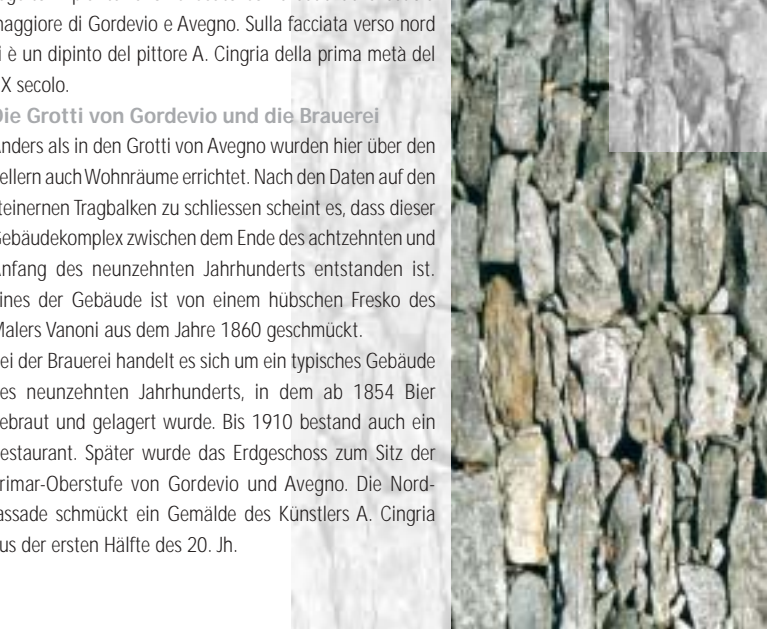 maggiore di Gordevio e Avegno. Sulla facciata verso nord
i è un dipinto del pittore A. Cingria della prima metà del
X secolo.
Die Grotti von Gordevio und die Brauerei
nders als in den Grotti von Avegno wurden hier über den
ellern auch Wohnräume errichtet. Nach den Daten auf den
teinernen Tragbalken zu schliessen scheint es, dass dieser
ebäudekomplex zwischen dem Ende des achtzehnten und
nfang des neunzehnten Jahrhunderts entstanden ist.
ines der Gebäude ist von einem hübschen Fresko des
Malers Vanoni aus dem Jahre 1860 geschmückt.
ei der Brauerei handelt es sich um ein typisches Gebäude
es neunzehnten Jahrhunderts, in dem ab 1854 Bier
ebraut und gelagert wurde. Bis 1910 bestand auch ein
estaurant. Später wurde das Erdgeschoss zum Sitz der
rimar-Oberstufe von Gordevio und Avegno. Die Nord-
assade schmückt ein Gemälde des Künstlers A. Cingria
us der ersten Hälfte des 20. Jh.